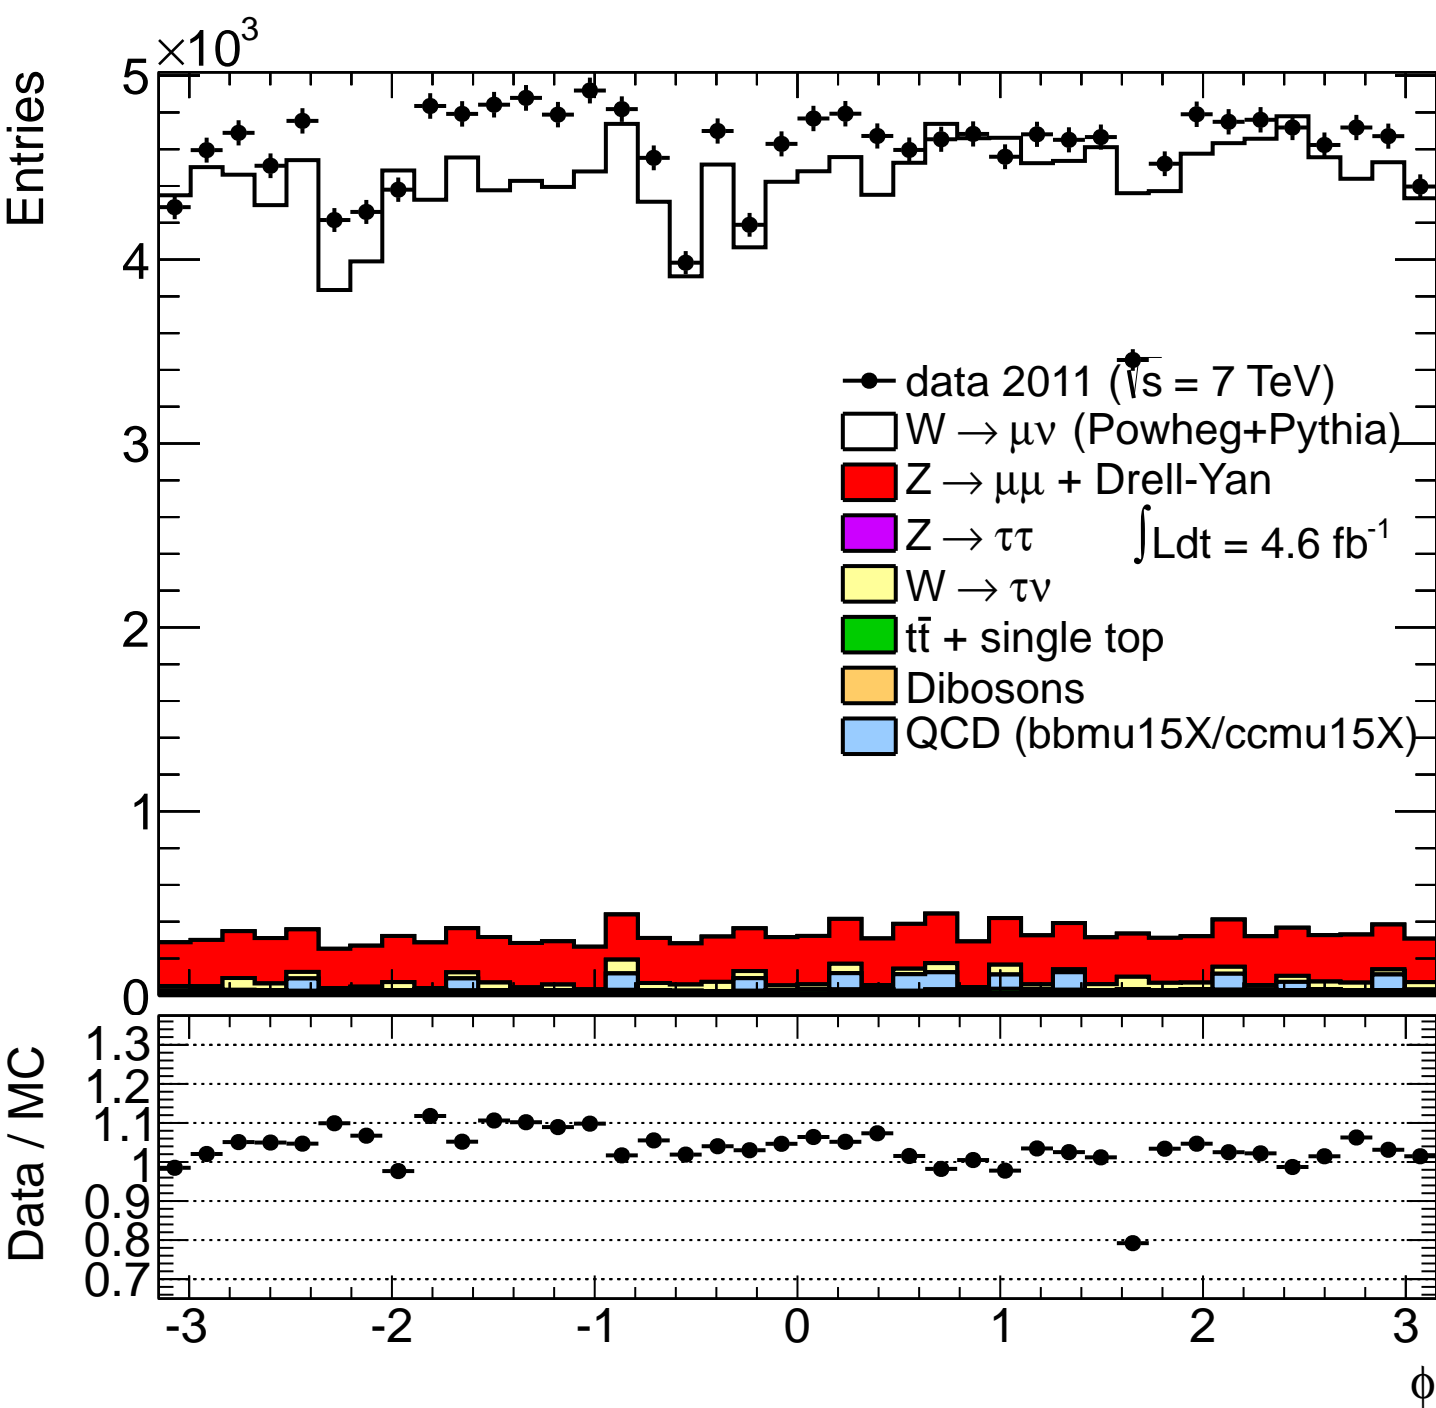 ×10³
Entries
5
4
3
2
1
0
data 2011 (√s = 7 TeV)
W → μν (Powheg+Pythia)
Z → μμ + Drell-Yan
Z → ττ
∫Ldt = 4.6 fb⁻¹
W → τν
tt̄ + single top
Dibosons
QCD (bbmu15X/ccmu15X)
Data / MC
1.3
1.2
1.1
1
0.9
0.8
0.7
-3 -2 -1 0 1 2 3
ϕ